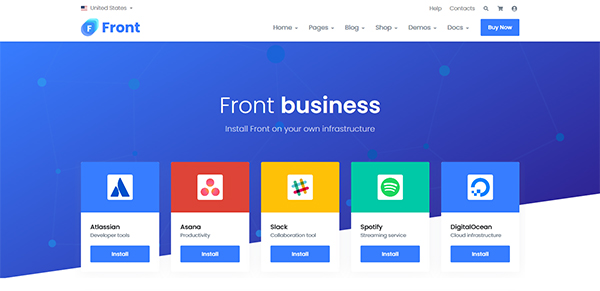 United States
Help Contacts
Front
Home Pages Blog Shop Demos Docs Buy Now
Front business
Install Front on your own infrastructure
Atlassian Asana Slack Spotify DigitalOcean
Developer tools Productivity Collaboration tool Streaming service Cloud infrastructure
Install Install Install Install Install